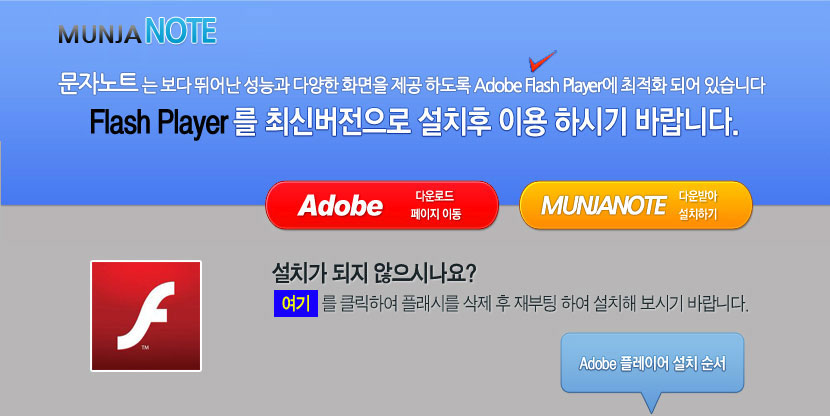 MUNJANOTE
문자노트 는 보다 뛰어난 성능과 다양한 화면을 제공 하도록 Adobe Flash Player에 최적화 되어 있습니다
Flash Player 를 최신버전으로 설치후 이용 하시기 바랍니다.
Adobe 다운로드
페이지 이동
MUNJANOTE 다운받아
설치하기
설치가 되지 않으시나요?
여기 를 클릭하여 플래시를 삭제 후 재부팅 하여 설치해 보시기 바랍니다.
TM
Adobe 플레이어 설치 순서